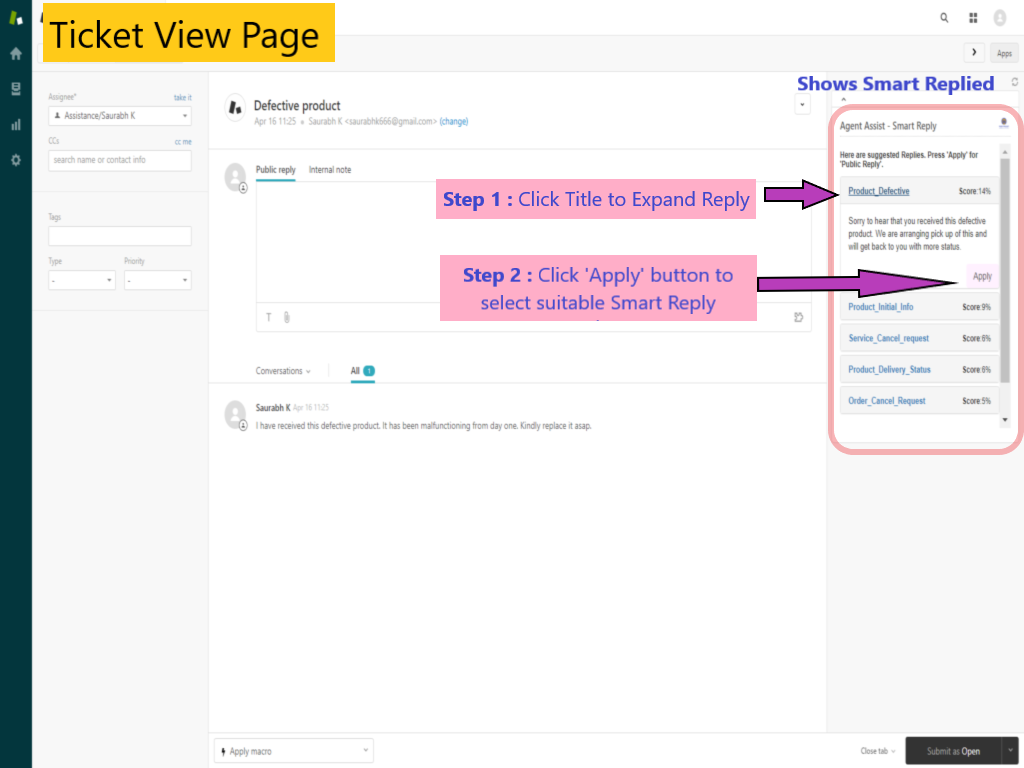 Ticket View Page
Apps
Shows Smart Replied
Assignee*
take it
Assistance/Saurabh K
CCs
cc me
search name or contact info
Tags
Type
Priority
-
-
Defective product
Apr 16 11:25 Saurabh K <saurabhk666@gmail.com> (change)
Public reply
Internal note
Step 1 : Click Title to Expand Reply
Step 2 : Click 'Apply' button to
select suitable Smart Reply
T
Conversations
All 1
Saurabh K Apr 16 11:25
I have received this defective product. It has been malfunctioning from day one. Kindly replace it asap.
Agent Assist - Smart Reply
Here are suggested Replies. Press 'Apply' for
'Public Reply'.
Product_Defective Score:14%
Sorry to hear that you received this defective
product. We are arranging pick up of this and
will get back to you with more status.
Apply
Product_Initial_Info Score:9%
Service_Cancel_request Score:6%
Product_Delivery_Status Score:6%
Order_Cancel_Request Score:5%
Apply macro
Close tab
Submit as Open